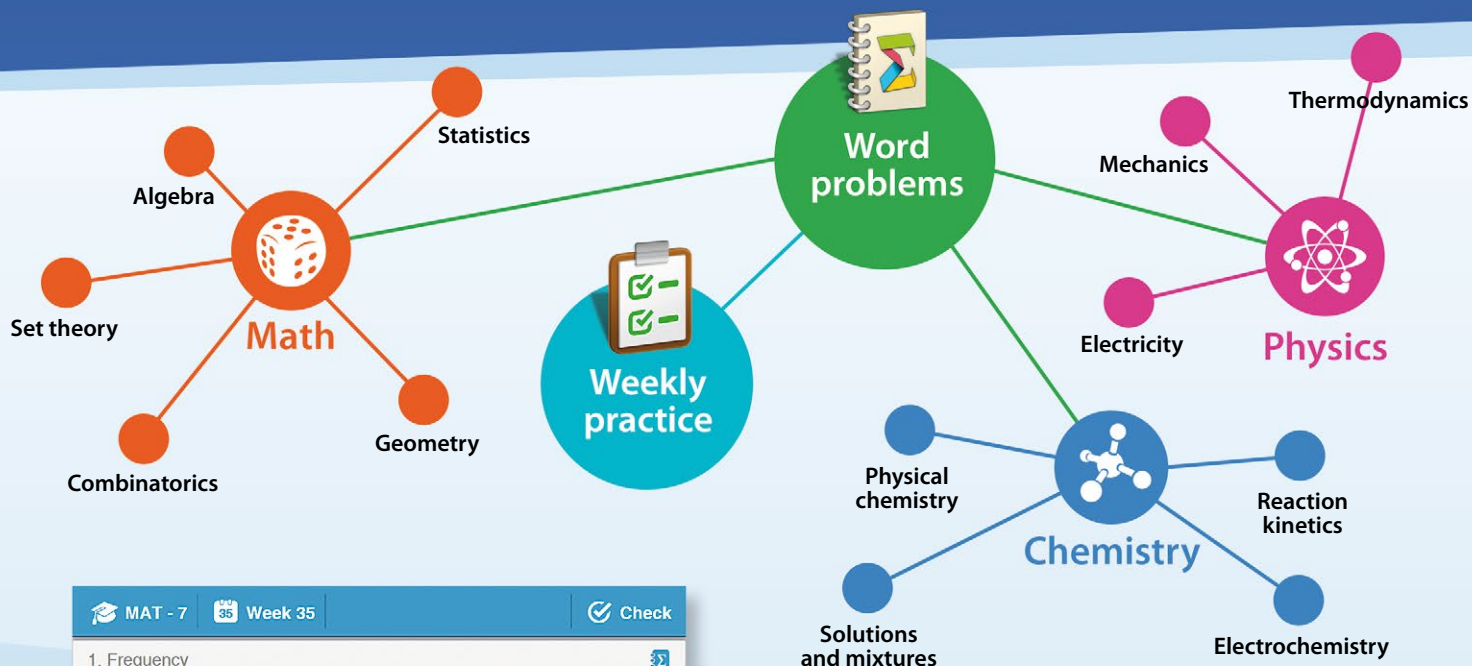 Word
problems
Statistics
Algebra
Set theory
Math
Combinatorics
Geometry
Weekly
practice
Thermodynamics
Mechanics
Electricity
Physics
Physical
chemistry
Reaction
kinetics
Chemistry
Solutions
and mixtures
Electrochemistry
MAT - 7
35
Week 35
Check
1. Frequency
Σ